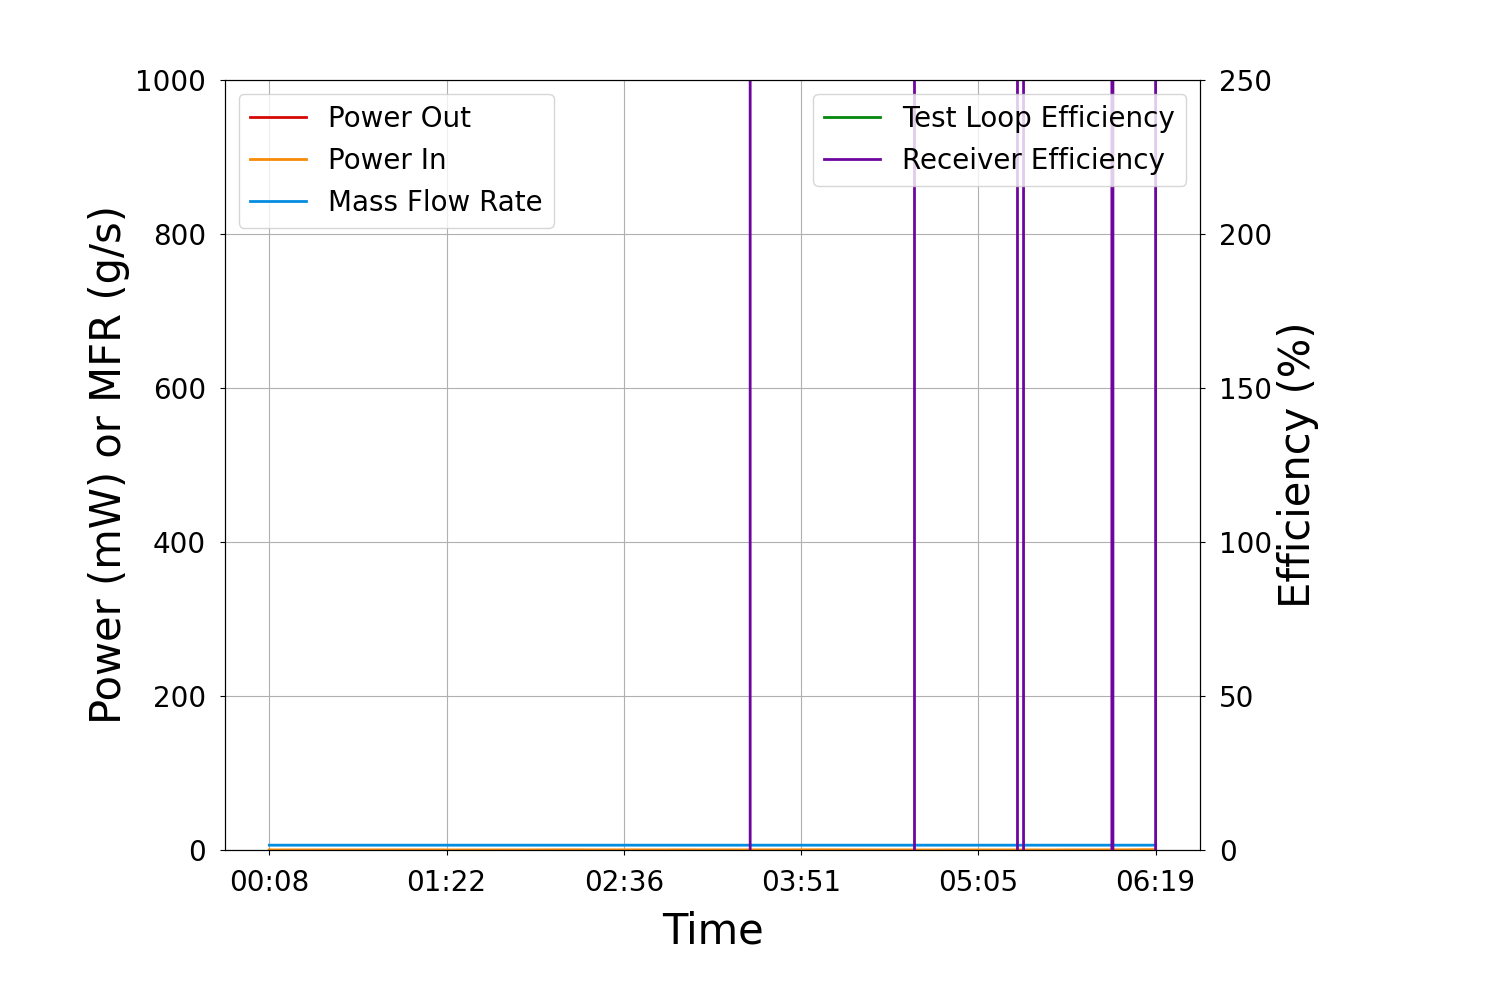 Power Out
Power In
Mass Flow Rate
Test Loop Efficiency
Receiver Efficiency
1000
800
600
400
200
0
Power (mW) or MFR (g/s)
250
200
150
100
50
0
Efficiency (%)
00:08 01:22 02:36 03:51 05:05 06:19
Time